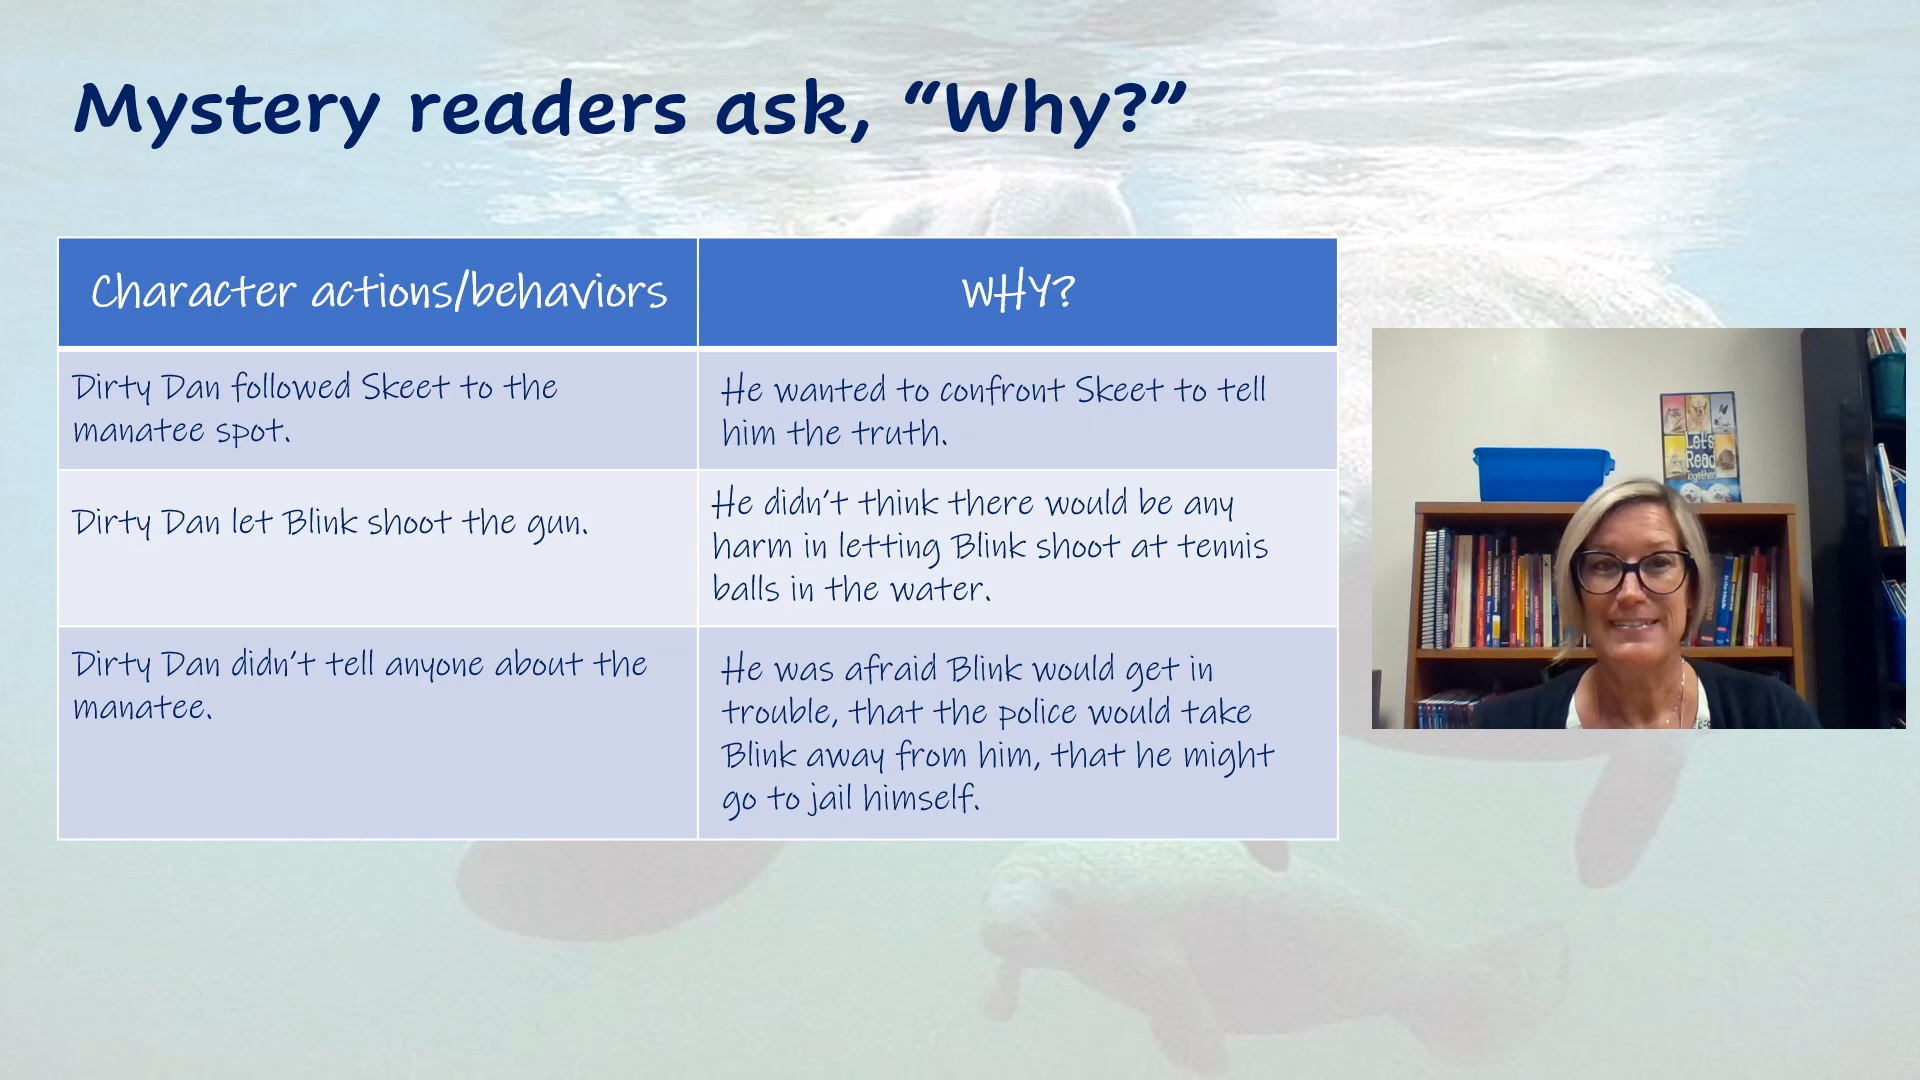 Mystery readers ask, “Why?”
Character actions/behaviors
WHY?
Dirty Dan followed Skeet to the
manatee spot.
He wanted to confront Skeet to tell
him the truth.
Dirty Dan let Blink shoot the gun.
He didn’t think there would be any
harm in letting Blink shoot at tennis
balls in the water.
Dirty Dan didn’t tell anyone about the
manatee.
He was afraid Blink would get in
trouble, that the police would take
Blink away from him, that he might
go to jail himself.
Let's
Read
Together